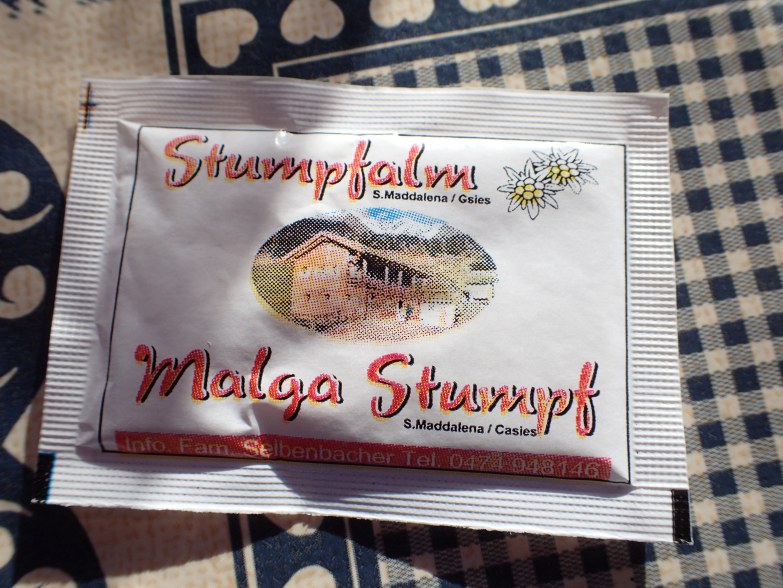 Stumpfalm
S.Maddalena / Gsies
Malga Stumpf
S.Maddalena / Casies
Info. Fam. Selbenbacher Tel. 0474 948146